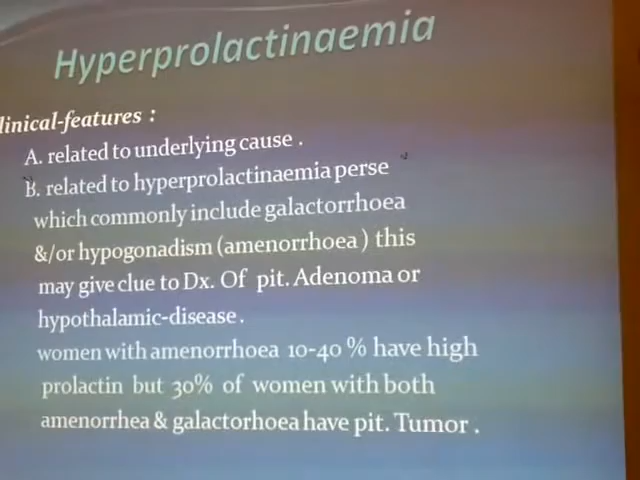 Hyperprolactinaemia
linical-features :
A. related to underlying cause .
B. related to hyperprolactinaemia perse
which commonly include galactorrhoea
&/or hypogonadism (amenorrhoea ) this
may give clue to Dx. Of pit. Adenoma or
hypothalamic-disease .
women with amenorrhoea 10-40 % have high
prolactin but 30% of women with both
amenorrhea & galactorhoea have pit. Tumor .